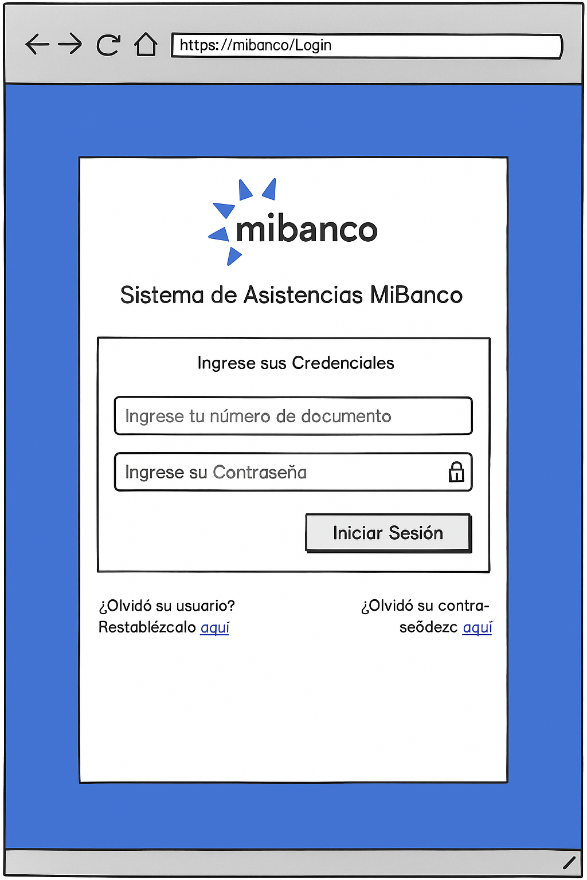 https://mibanco/Login
mibanco
Sistema de Asistencias MiBanco
Ingrese sus Credenciales
Ingrese tu número de documento
Ingrese su Contraseña
Iniciar Sesión
¿Olvidó su usuario?
Restablézcalo aquí
¿Olvidó su contra-
seõdezc aquí